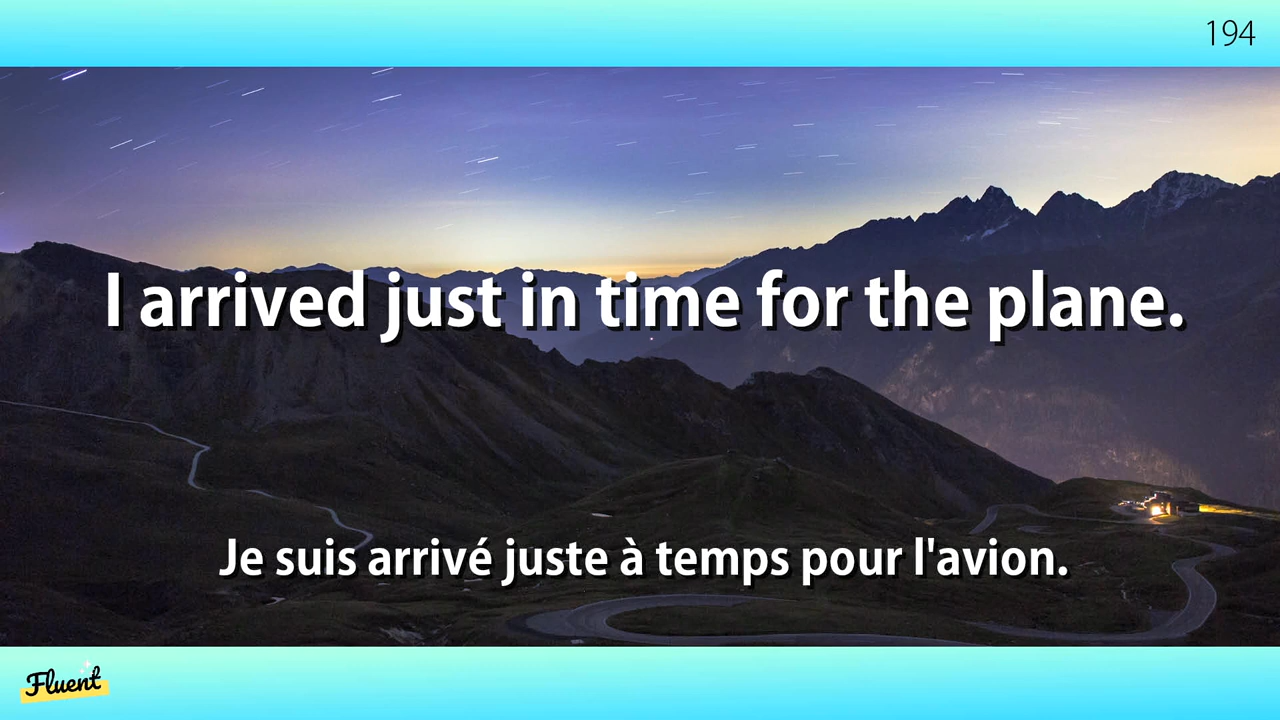 194
I arrived just in time for the plane.
Je suis arrivé juste à temps pour l'avion.
Fluent